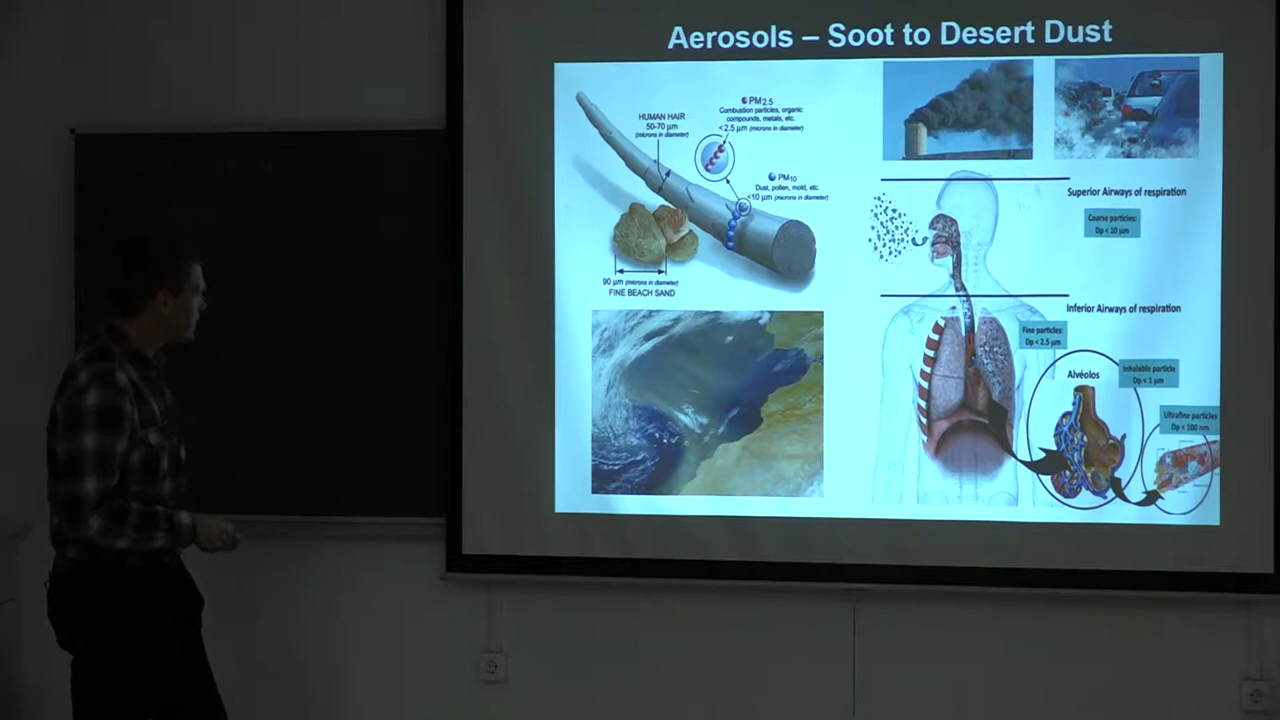 Aerosols – Soot to Desert Dust
HUMAN HAIR
50-70 µm
(microns in diameter)
PM2.5
Combustion particles, organic
compounds, metals, etc.
<2.5 µm (microns in diameter)
PM10
Dust, pollen, mold, etc.
<10 µm (microns in diameter)
90 µm (microns in diameter)
FINE BEACH SAND
Superior Airways of respiration
Coarse particles:
Dp < 10 µm
Inferior Airways of respiration
Fine particles:
Dp < 2.5 µm
Alvéolos
Inhalable particle
Dp < 1 µm
Ultrafine particles
Dp < 100 nm